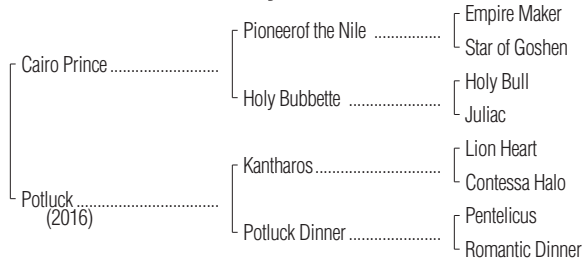 Empire Maker
Pioneerof the Nile ..................
Star of Goshen
Cairo Prince ..........................
Holy Bull
Holy Bubbette .........................
Juliac
Lion Heart
Kantharos ..................................
Contessa Halo
Potluck ..................................
(2016)
Pentelicus
Potluck Dinner .........................
Romantic Dinner